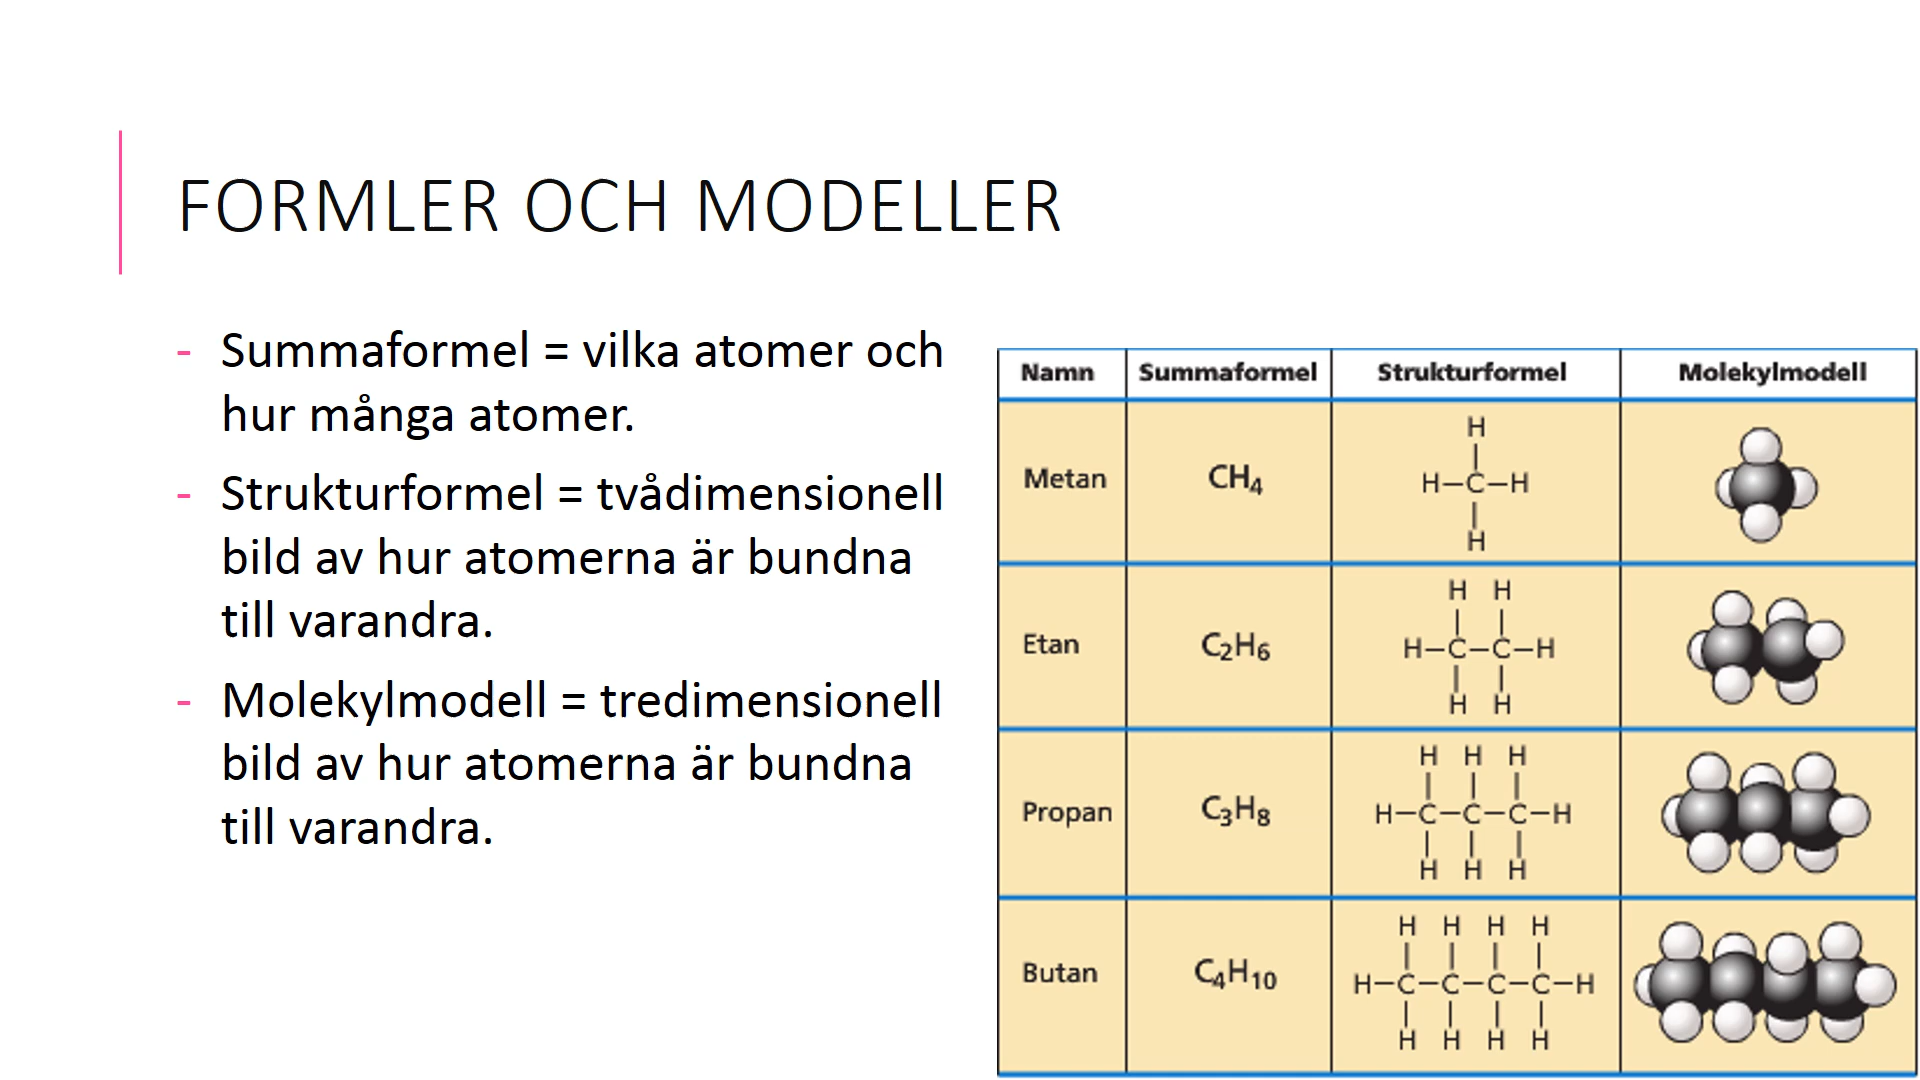 FORMLER OCH MODELLER
- Summaformel = vilka atomer och
hur många atomer.
- Strukturformel = tvådimensionell
bild av hur atomerna är bundna
till varandra.
- Molekylmodell = tredimensionell
bild av hur atomerna är bundna
till varandra.
Namn Summaformel Strukturformel Molekylmodell
H
Metan CH₄ H–C–H
H
H H
Etan C₂H₆ H–C–C–H
H H
H H H
Propan C₃H₈ H–C–C–C–H
H H H
H H H H
Butan C₄H₁₀ H–C–C–C–C–H
H H H H